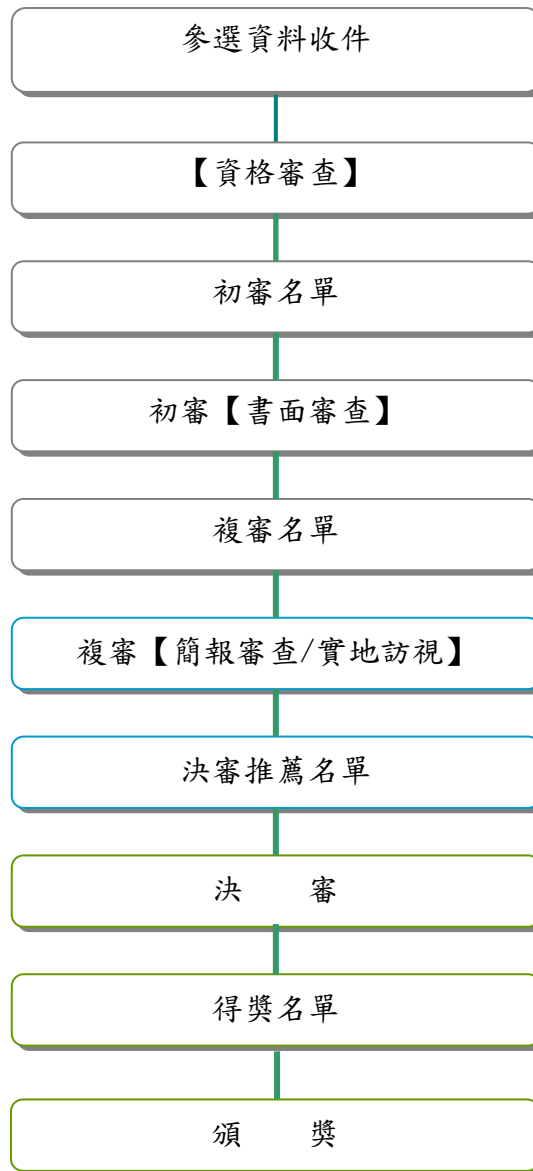 參選資料收件
【資格審查】
初審名單
初審【書面審查】
複審名單
複審【簡報審查/實地訪視】
決審推薦名單
決　　審
得獎名單
頒　　獎